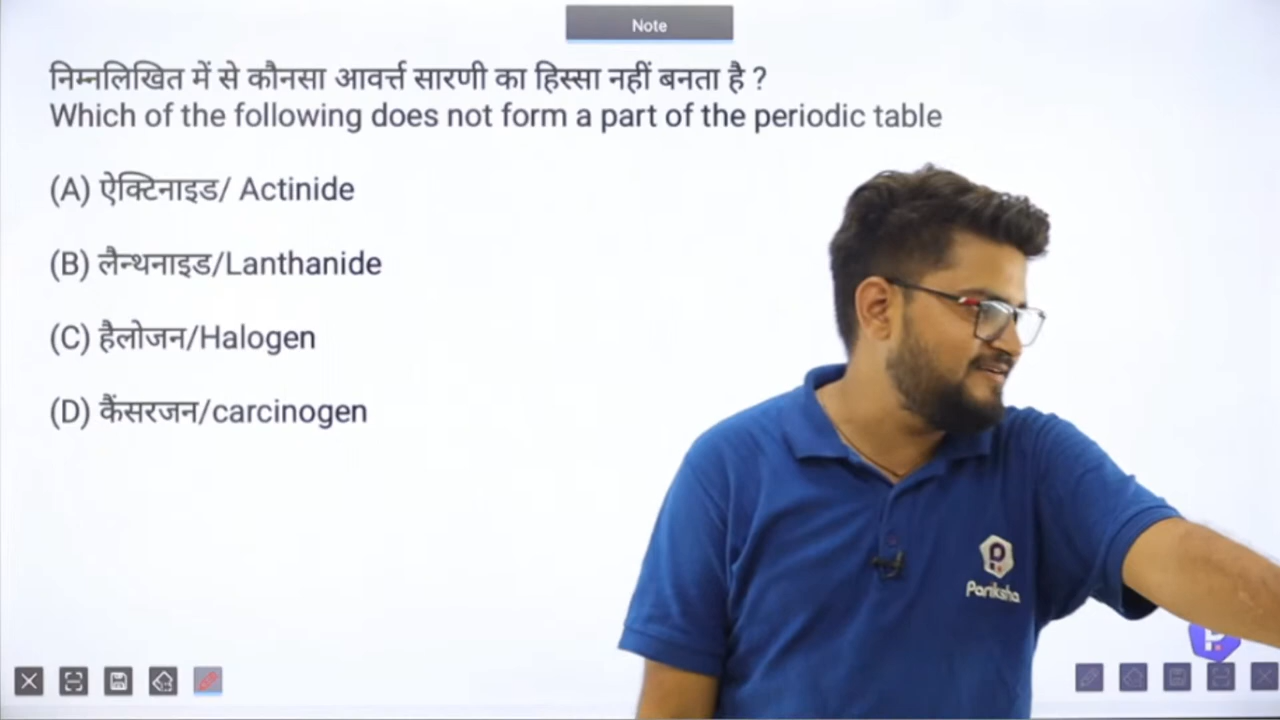 Note
निम्नलिखित में से कौनसा आवर्त्त सारणी का हिस्सा नहीं बनता है ?
Which of the following does not form a part of the periodic table
(A) ऐक्टिनाइड/ Actinide
(B) लैन्थनाइड/Lanthanide
(C) हैलोजन/Halogen
(D) कैंसरजन/carcinogen
Pariksha